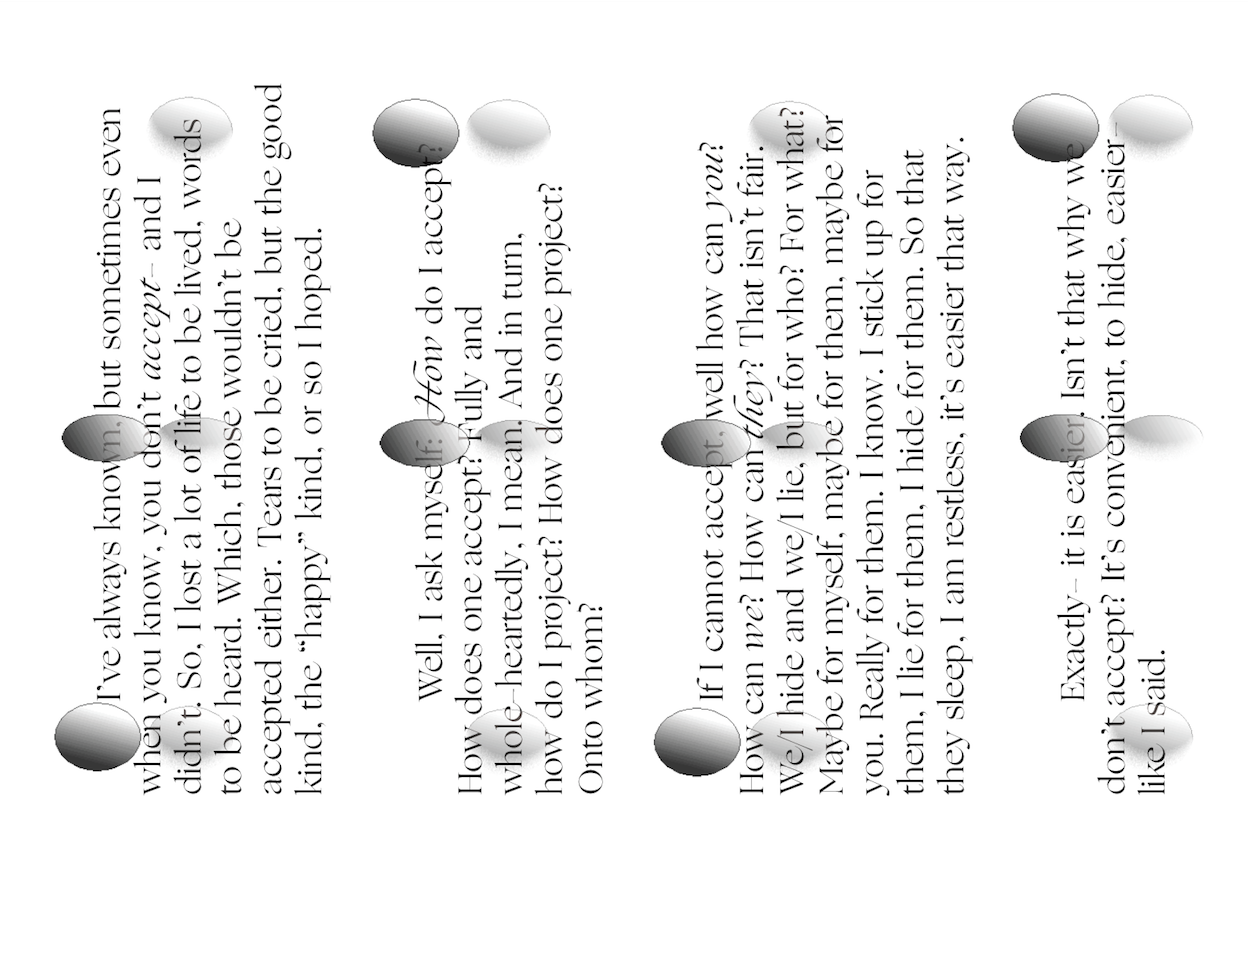 I've always known, but sometimes even
when you know, you don't accept– and I
didn't. So, I lost a lot of life to be lived, words
to be heard. Which, those wouldn't be
accepted either. Tears to be cried, but the good
kind, the “happy” kind, or so I hoped.
Well, I ask myself: How do I accept?
How does one accept? Fully and
whole–heartedly, I mean. And in turn,
how do I project? How does one project?
Onto whom?
If I cannot accept, well how can you?
How can we? How can they? That isn't fair.
We/I hide and we/I lie, but for who? For what?
Maybe for myself, maybe for them, maybe for
you. Really for them. I know. I stick up for
them, I lie for them, I hide for them. So that
they sleep, I am restless, it's easier that way.
Exactly– it is easier. Isn't that why we
don't accept? It's convenient, to hide, easier–
like I said.